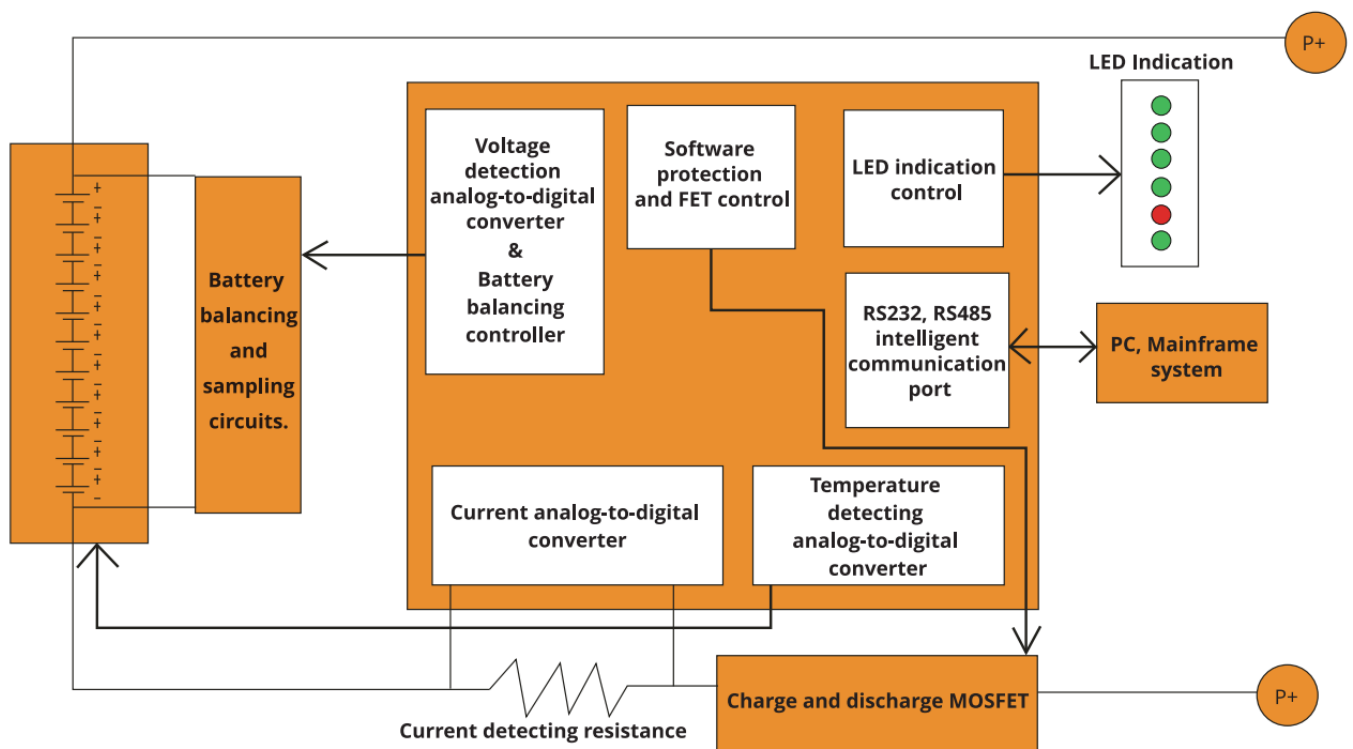 P+
LED Indication
Voltage
detection
analog-to-digital
converter
&
Battery
balancing
controller
Software
protection
and FET control
LED indication
control
Battery
balancing
and
sampling
circuits.
RS232, RS485
intelligent
communication
port
PC, Mainframe
system
Current analog-to-digital
converter
Temperature
detecting
analog-to-digital
converter
Charge and discharge MOSFET
P+
Current detecting resistance